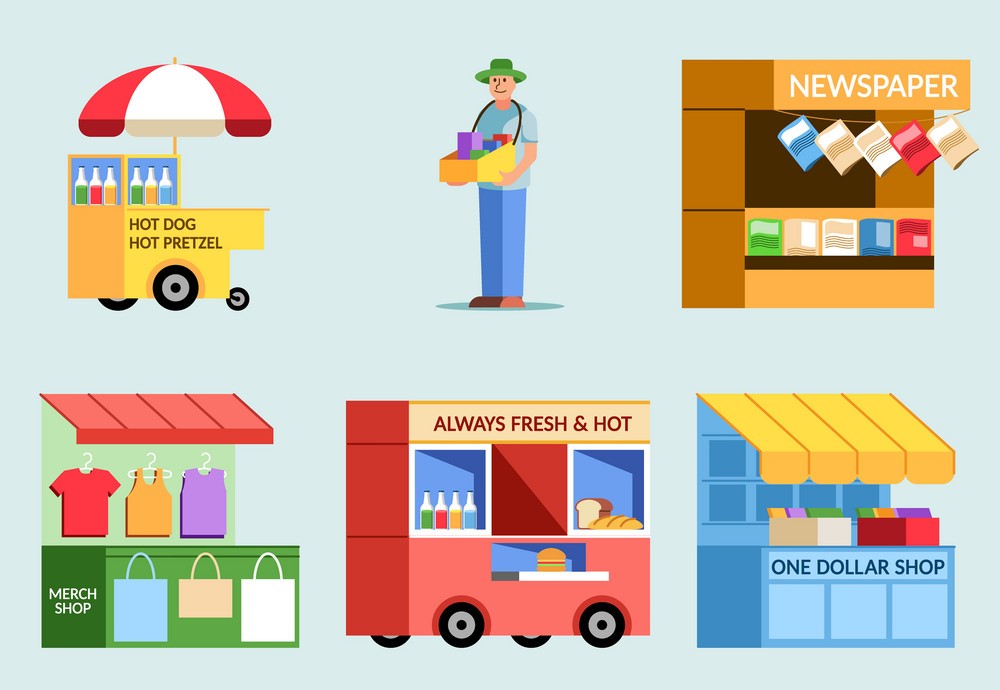 NEWSPAPER
HOT DOG
HOT PRETZEL
ALWAYS FRESH & HOT
MERCH
SHOP
ONE DOLLAR SHOP